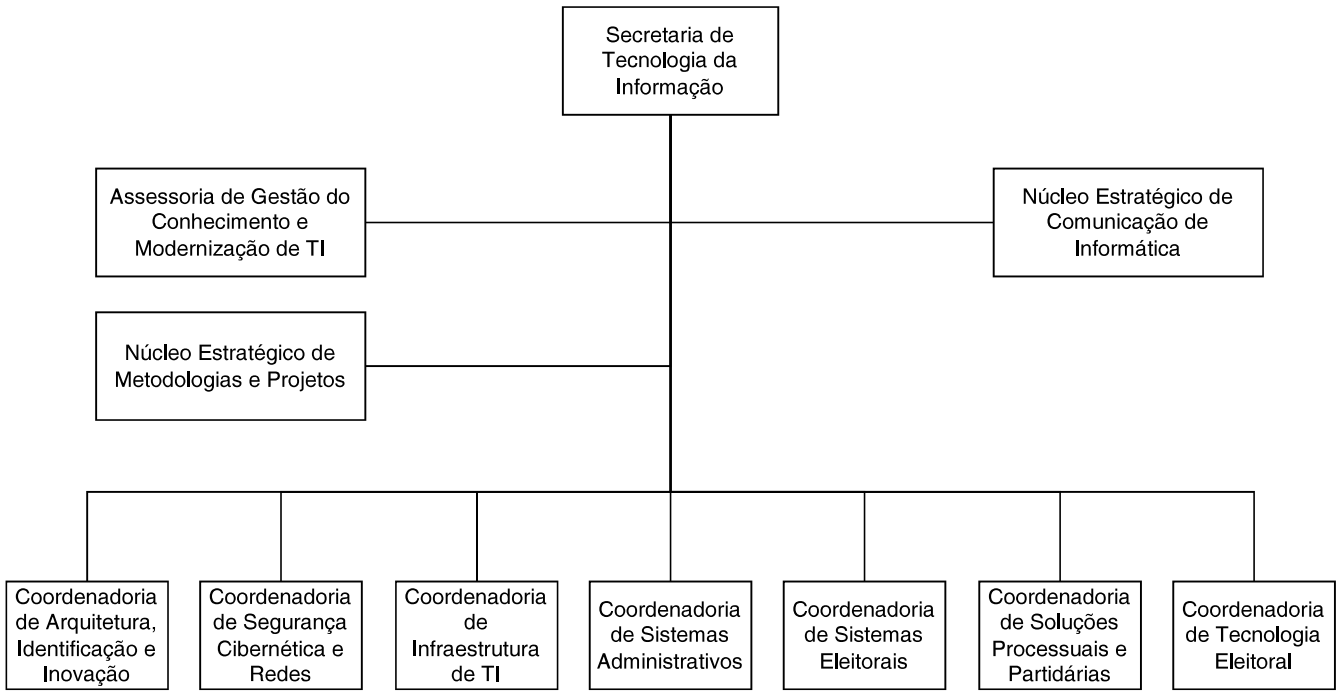 Secretaria de
Tecnologia da
Informação
Assessoria de Gestão do
Conhecimento e
Modernização de TI
Núcleo Estratégico de
Comunicação de
Informática
Núcleo Estratégico de
Metodologias e Projetos
Coordenadoria
de Arquitetura,
Identificação e
Inovação
Coordenadoria
de Segurança
Cibernética e
Redes
Coordenadoria
de
Infraestrutura
de TI
Coordenadoria
de Sistemas
Administrativos
Coordenadoria
de Sistemas
Eleitorais
Coordenadoria
de Soluções
Processuais e
Partidárias
Coordenadoria
de Tecnologia
Eleitoral